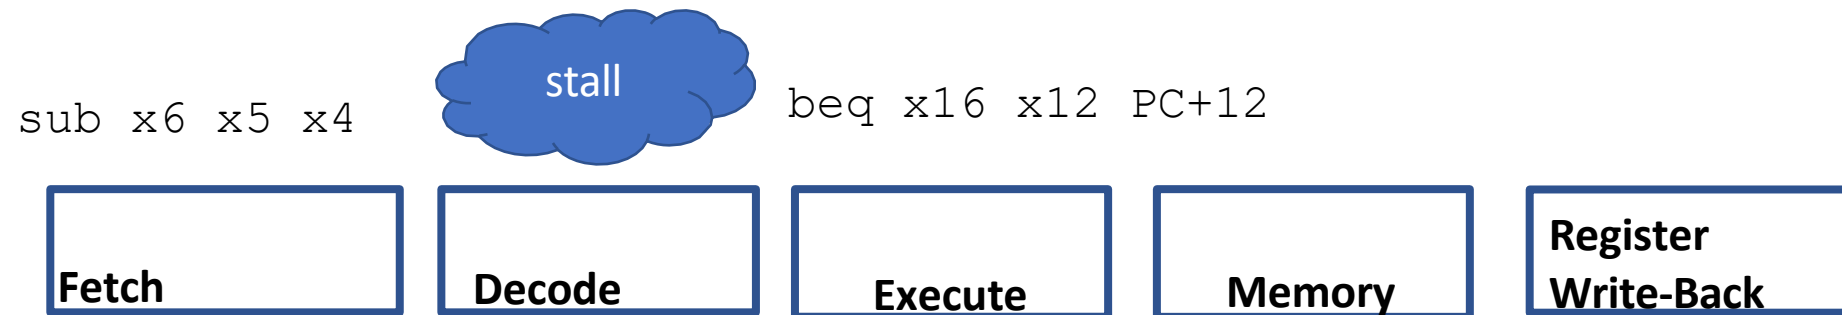 stall
sub x6 x5 x4
beq x16 x12 PC+12
Fetch
Decode
Execute
Memory
Register
Write-Back